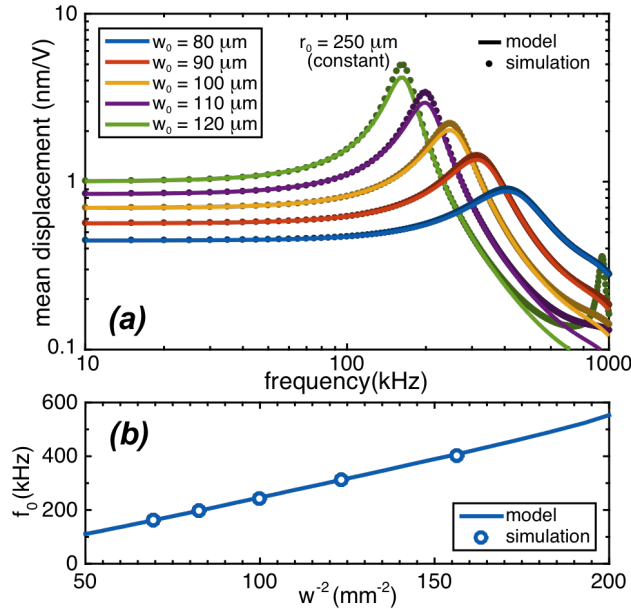 10
1
0.1
mean displacement (nm/V)
w₀ = 80 μm
w₀ = 90 μm
w₀ = 100 μm
w₀ = 110 μm
w₀ = 120 μm
r₀ = 250 μm
(constant)
model
simulation
(a)
10
100
1000
frequency(kHz)
600
400
200
0
f₀(kHz)
(b)
model
simulation
50
100
150
200
w⁻² (mm⁻²)